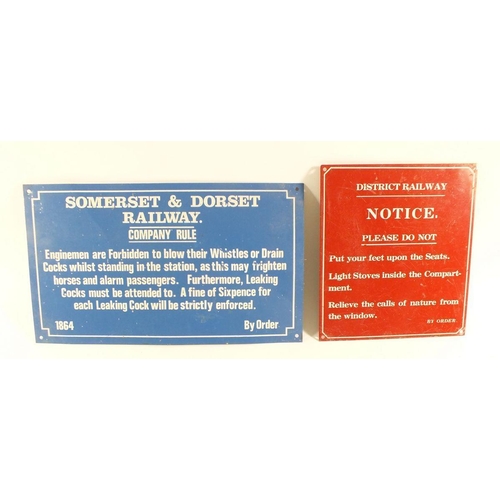 SOMERSET & DORSET
RAILWAY.
COMPANY RULE
Enginemen are Forbidden to blow their Whistles or Drain
Cocks whilst standing in the station, as this may frighten
horses and alarm passengers. Furthermore, Leaking
Cocks must be attended to. A fine of Sixpence for
each Leaking Cock will be strictly enforced.
1864 By Order
DISTRICT RAILWAY
NOTICE.
PLEASE DO NOT
Put your feet upon the Seats.
Light Stoves inside the Compart-
ment.
Relieve the calls of nature from
the window.
BY ORDER.